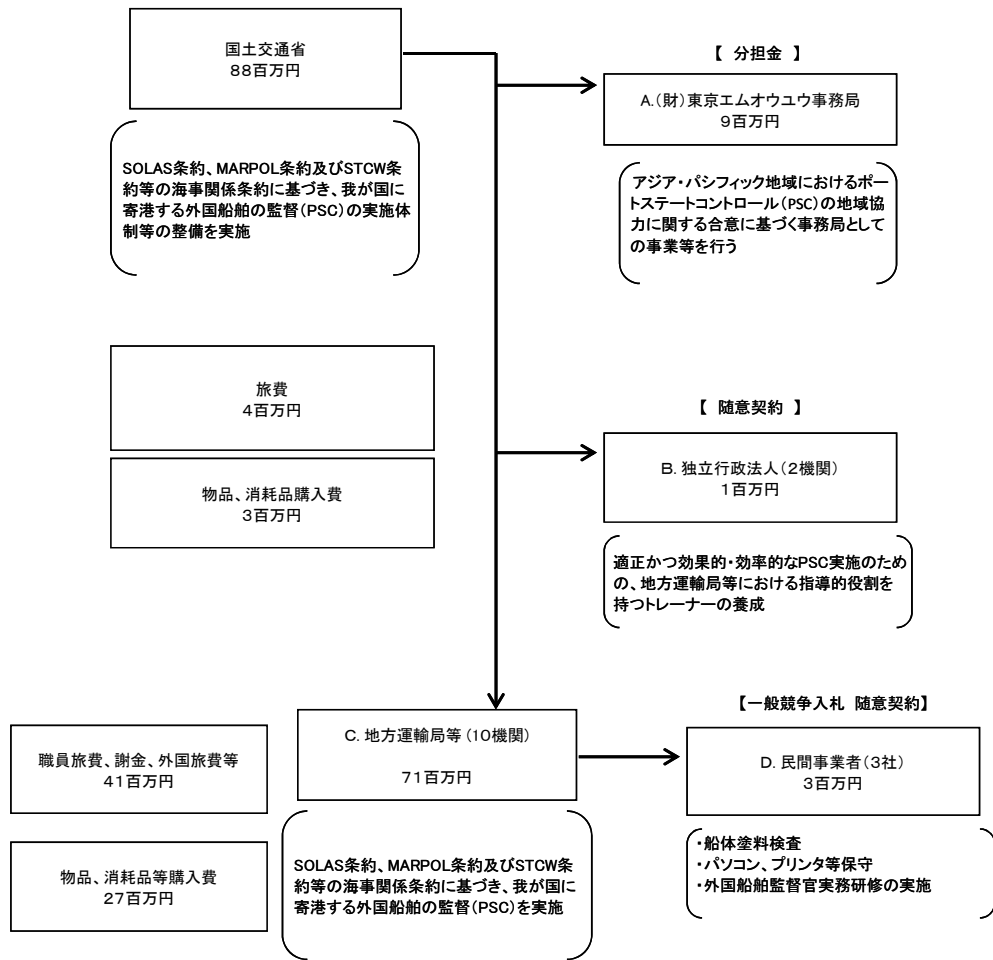 国土交通省
88百万円
SOLAS条約、MARPOL条約及びSTCW条
約等の海事関係条約に基づき、我が国に
寄港する外国船舶の監督(PSC)の実施体
制等の整備を実施
【 分担金 】
A.(財)東京エムオウユウ事務局
9百万円
アジア・パシフィック地域におけるポー
トステートコントロール(PSC)の地域協
力に関する合意に基づく事務局として
の事業等を行う
旅費
4百万円
物品、消耗品購入費
3百万円
【 随意契約 】
B. 独立行政法人(2機関)
1百万円
適正かつ効果的・効率的なPSC実施のため
の、地方運輸局等における指導的役割を
持つトレーナーの養成
職員旅費、謝金、外国旅費等
41百万円
物品、消耗品等購入費
27百万円
C. 地方運輸局等(10機関)
71百万円
SOLAS条約、MARPOL条約及びSTCW条
約等の海事関係条約に基づき、我が国に
寄港する外国船舶の監督(PSC)を実施
【一般競争入札 随意契約】
D. 民間事業者(3社)
3百万円
・船体塗料検査
・パソコン、プリンタ等保守
・外国船舶監督官実務研修の実施